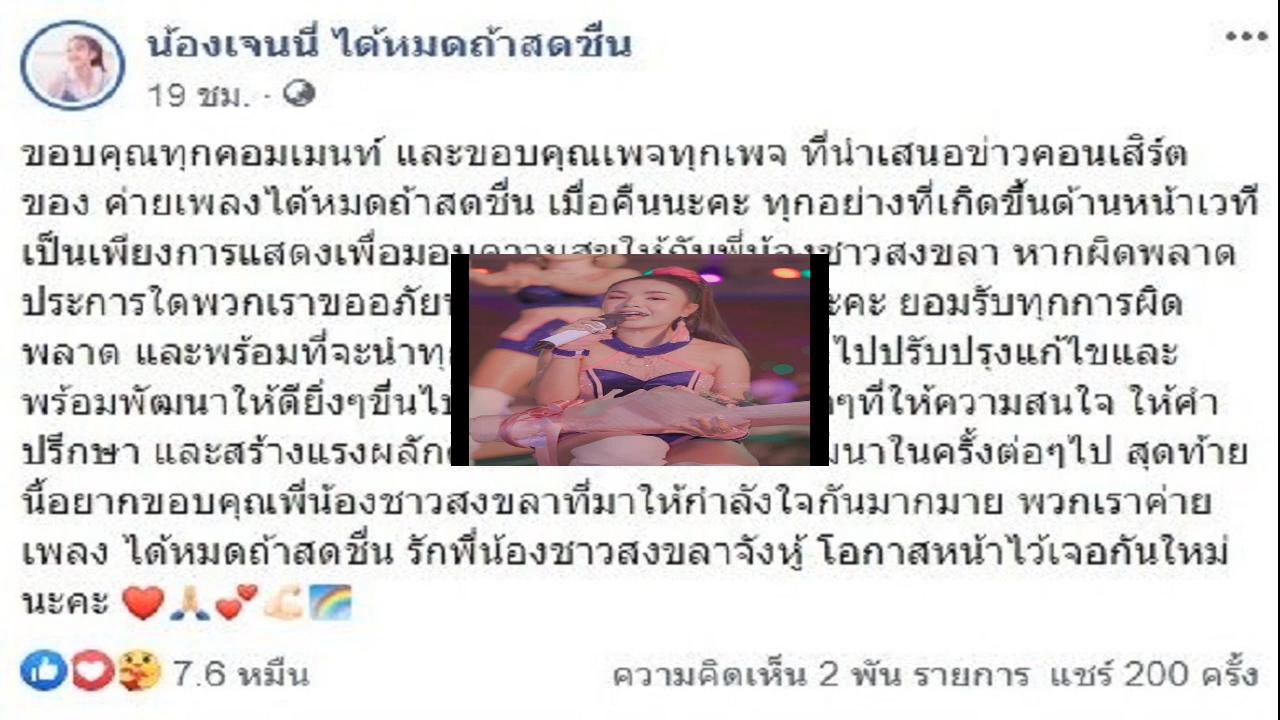 น้องเจนนี่ ได้หมดถ้าสดชื่น
19 ชม.
ขอบคุณทุกคอมเมนท์ และขอบคุณเพจทุกเพจ ที่นำเสนอข่าวคอนเสิร์ต
ของ ค่ายเพลงได้หมดถ้าสดชื่น เมื่อคืนนะคะ ทุกอย่างที่เกิดขึ้นด้านหน้าเวที
เป็นเพียงการแสดงเพื่อมอบความสุขให้กับพี่น้องชาวสงขลา หากผิดพลาด
ประการใดพวกเราขออภัย ะคะ ยอมรับทุกการผิด
พลาด และพร้อมที่จะนำ ไปปรับปรุงแก้ไขและ
พร้อมพัฒนาให้ดียิ่งๆขึ้นไป ๆที่ให้ความสนใจ ให้คำ
ปรึกษา และสร้างแรงผลัก นาในครั้งต่อๆไป สุดท้าย
นี้อยากขอบคุณพี่น้องชาวสงขลาที่มาให้กำลังใจกันมากมาย พวกเราค่าย
เพลง ได้หมดถ้าสดชื่น รักพี่น้องชาวสงขลาจังหู้ โอกาสหน้าไว้เจอกันใหม่
นะคะ ❤️🙏🏻💕💪🏻🌈
7.6 หมื่น ความคิดเห็น 2 พัน รายการ แชร์ 200 ครั้ง